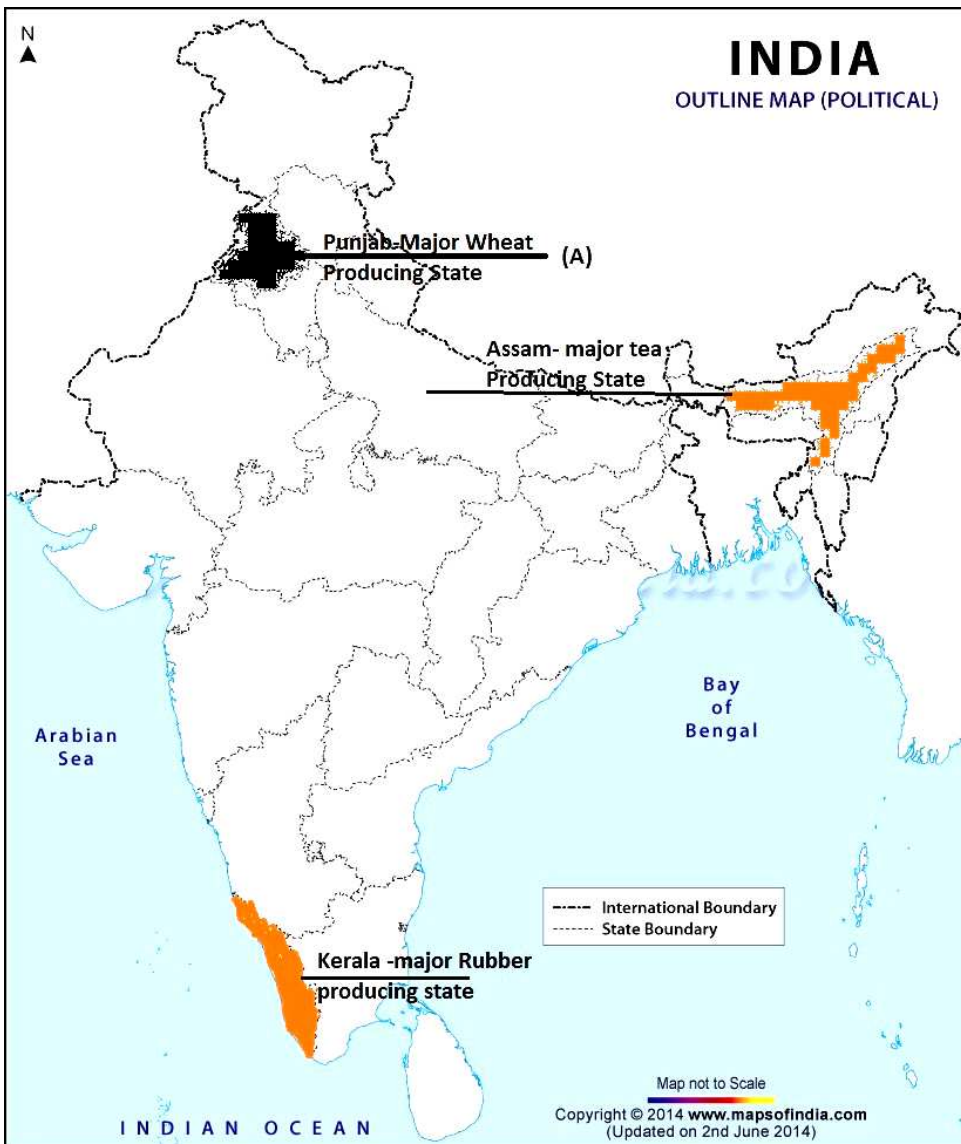 N
INDIA
OUTLINE MAP (POLITICAL)
Punjab-Major Wheat
Producing State
(A)
Assam- major tea
Producing State
Arabian
Sea
Bay
of
Bengal
International Boundary
State Boundary
Kerala -major Rubber
producing state
Map not to Scale
Copyright © 2014 www.mapsofindia.com
(Updated on 2nd June 2014)
INDIAN OCEAN